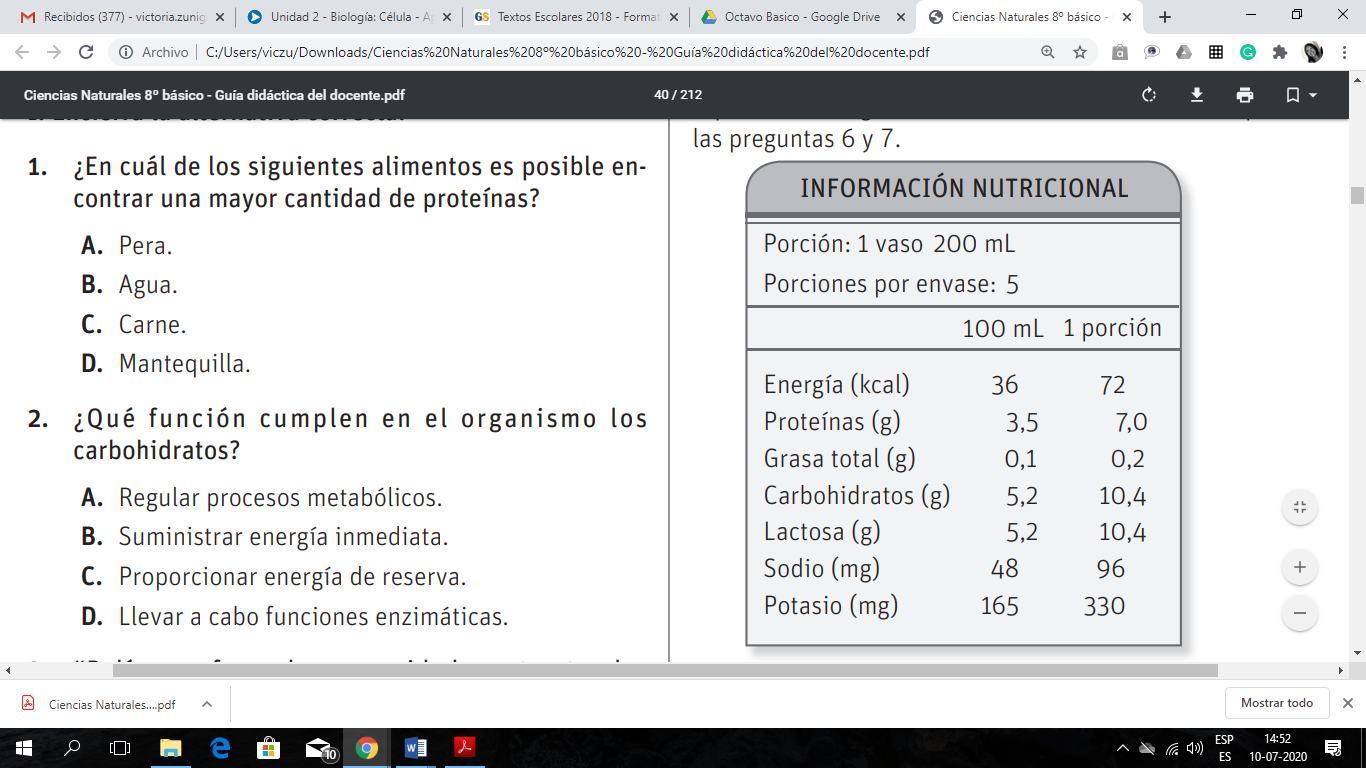 Recibidos (377) - victoria.zunig
Unidad 2 - Biología: Célula - Ap
Textos Escolares 2018 - Format
Octavo Basico - Google Drive
Ciencias Naturales 8º básico -
Archivo
C:/Users/viczu/Downloads/Ciencias%20Naturales%208º%20básico%20-%20Guía%20didáctica%20del%20docente.pdf
Ciencias Naturales 8º básico - Guía didáctica del docente.pdf
40 / 212
1. ¿En cuál de los siguientes alimentos es posible en-
contrar una mayor cantidad de proteínas?
A. Pera.
B. Agua.
C. Carne.
D. Mantequilla.
2. ¿Qué función cumplen en el organismo los
carbohidratos?
A. Regular procesos metabólicos.
B. Suministrar energía inmediata.
C. Proporcionar energía de reserva.
D. Llevar a cabo funciones enzimáticas.
las preguntas 6 y 7.
INFORMACIÓN NUTRICIONAL
Porción: 1 vaso 200 mL
Porciones por envase: 5
100 mL 1 porción
Energía (kcal) 36 72
Proteínas (g) 3,5 7,0
Grasa total (g) 0,1 0,2
Carbohidratos (g) 5,2 10,4
Lactosa (g) 5,2 10,4
Sodio (mg) 48 96
Potasio (mg) 165 330
Ciencias Naturales....pdf
Mostrar todo
10
ESP
ES
14:52
10-07-2020